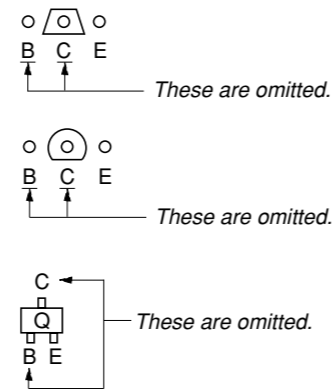 B C E
These are omitted.
B C E
These are omitted.
C
Q
These are omitted.
B E